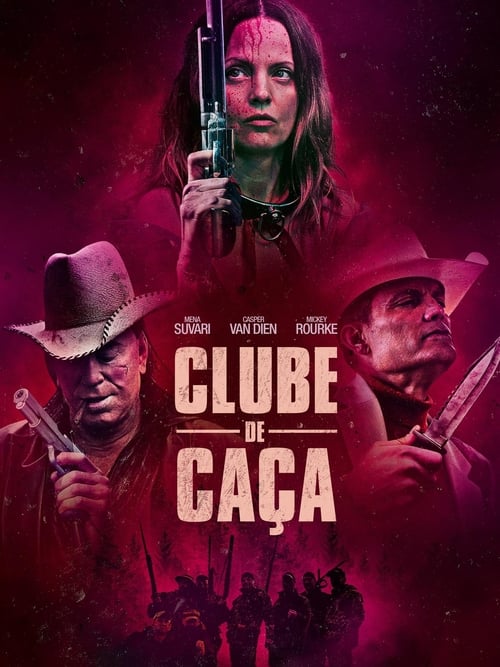 MENA CASPER MICKEY
SUVARI VAN DIEN ROURKE
CLUBE
DE
CAÇA